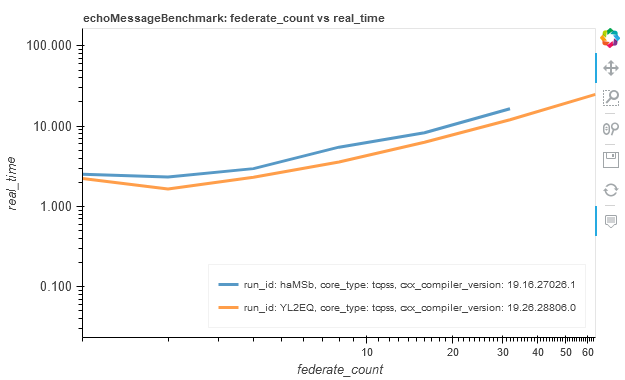 echoMessageBenchmark: federate_count vs real_time
100.000
10.000
1.000
0.100
real_time
run_id: haMSb, core_type: tcpss, cxx_compiler_version: 19.16.27026.1
run_id: YL2EQ, core_type: tcpss, cxx_compiler_version: 19.26.28806.0
10
20
30
40
50
60
federate_count